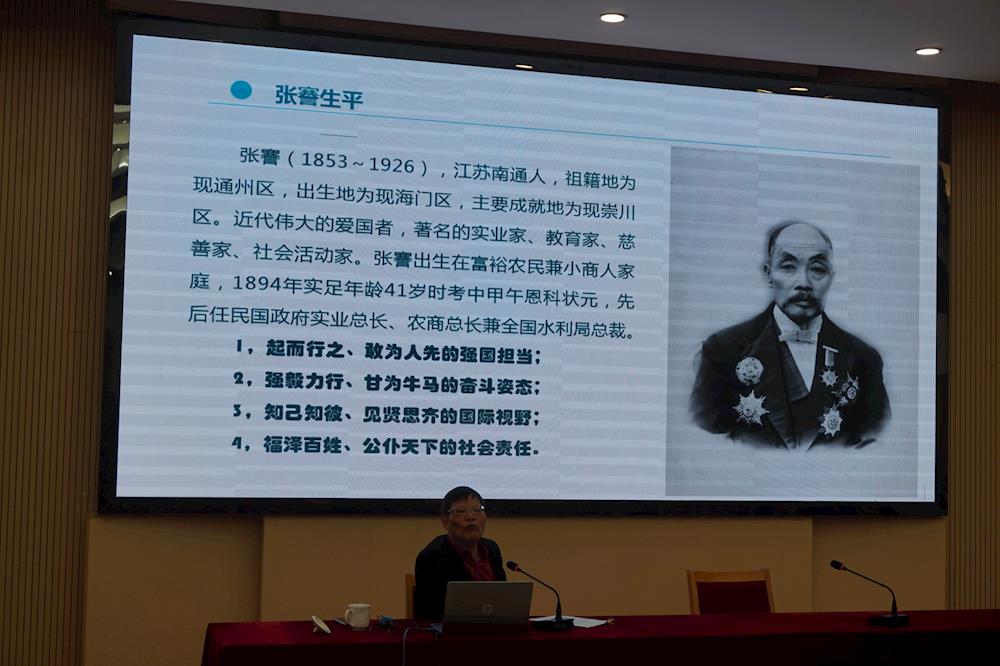 张謇生平
张謇（1853～1926），江苏南通人，祖籍地为
现通州区，出生地为现海门区，主要成就地为现崇川
区。近代伟大的爱国者，著名的实业家、教育家、慈
善家、社会活动家。张謇出生在富裕农民兼小商人家
庭，1894年实足年龄41岁时考中甲午恩科状元，先
后任民国政府实业总长、农商总长兼全国水利局总裁。
1，起而行之、敢为人先的强国担当；
2，强毅力行、甘为牛马的奋斗姿态；
3，知己知彼、见贤思齐的国际视野；
4，福泽百姓、公仆天下的社会责任。
hp